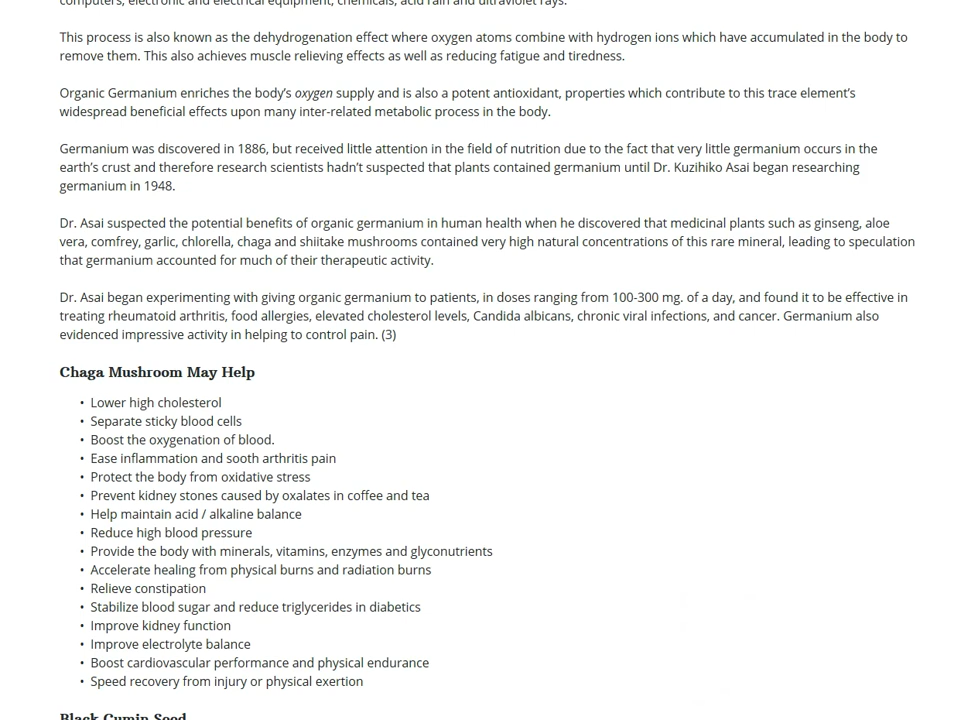 computers, electronic and electrical equipment, chemicals, acid rain and ultraviolet rays.
This process is also known as the dehydrogenation effect where oxygen atoms combine with hydrogen ions which have accumulated in the body to
remove them. This also achieves muscle relieving effects as well as reducing fatigue and tiredness.
Organic Germanium enriches the body’s oxygen supply and is also a potent antioxidant, properties which contribute to this trace element’s
widespread beneficial effects upon many inter-related metabolic process in the body.
Germanium was discovered in 1886, but received little attention in the field of nutrition due to the fact that very little germanium occurs in the
earth’s crust and therefore research scientists hadn’t suspected that plants contained germanium until Dr. Kuzihiko Asai began researching
germanium in 1948.
Dr. Asai suspected the potential benefits of organic germanium in human health when he discovered that medicinal plants such as ginseng, aloe
vera, comfrey, garlic, chlorella, chaga and shiitake mushrooms contained very high natural concentrations of this rare mineral, leading to speculation
that germanium accounted for much of their therapeutic activity.
Dr. Asai began experimenting with giving organic germanium to patients, in doses ranging from 100-300 mg. of a day, and found it to be effective in
treating rheumatoid arthritis, food allergies, elevated cholesterol levels, Candida albicans, chronic viral infections, and cancer. Germanium also
evidenced impressive activity in helping to control pain. (3)
Chaga Mushroom May Help
• Lower high cholesterol
• Separate sticky blood cells
• Boost the oxygenation of blood.
• Ease inflammation and sooth arthritis pain
• Protect the body from oxidative stress
• Prevent kidney stones caused by oxalates in coffee and tea
• Help maintain acid / alkaline balance
• Reduce high blood pressure
• Provide the body with minerals, vitamins, enzymes and glyconutrients
• Accelerate healing from physical burns and radiation burns
• Relieve constipation
• Stabilize blood sugar and reduce triglycerides in diabetics
• Improve kidney function
• Improve electrolyte balance
• Boost cardiovascular performance and physical endurance
• Speed recovery from injury or physical exertion
Black Cumin Seed